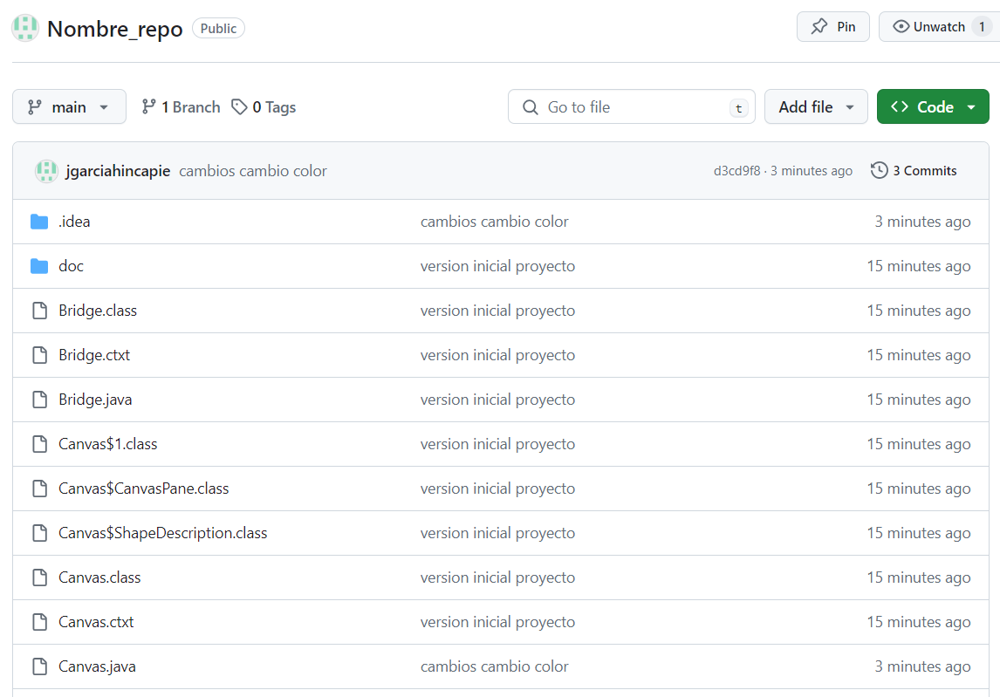 Nombre_repo Public Pin Unwatch 1
main 1 Branch 0 Tags Go to file t Add file Code
jgarciahincapie cambios cambio color d3cd9f8 · 3 minutes ago 3 Commits
.idea cambios cambio color 3 minutes ago
doc version inicial proyecto 15 minutes ago
Bridge.class version inicial proyecto 15 minutes ago
Bridge.ctxt version inicial proyecto 15 minutes ago
Bridge.java version inicial proyecto 15 minutes ago
Canvas$1.class version inicial proyecto 15 minutes ago
Canvas$CanvasPane.class version inicial proyecto 15 minutes ago
Canvas$ShapeDescription.class version inicial proyecto 15 minutes ago
Canvas.class version inicial proyecto 15 minutes ago
Canvas.ctxt version inicial proyecto 15 minutes ago
Canvas.java cambios cambio color 3 minutes ago